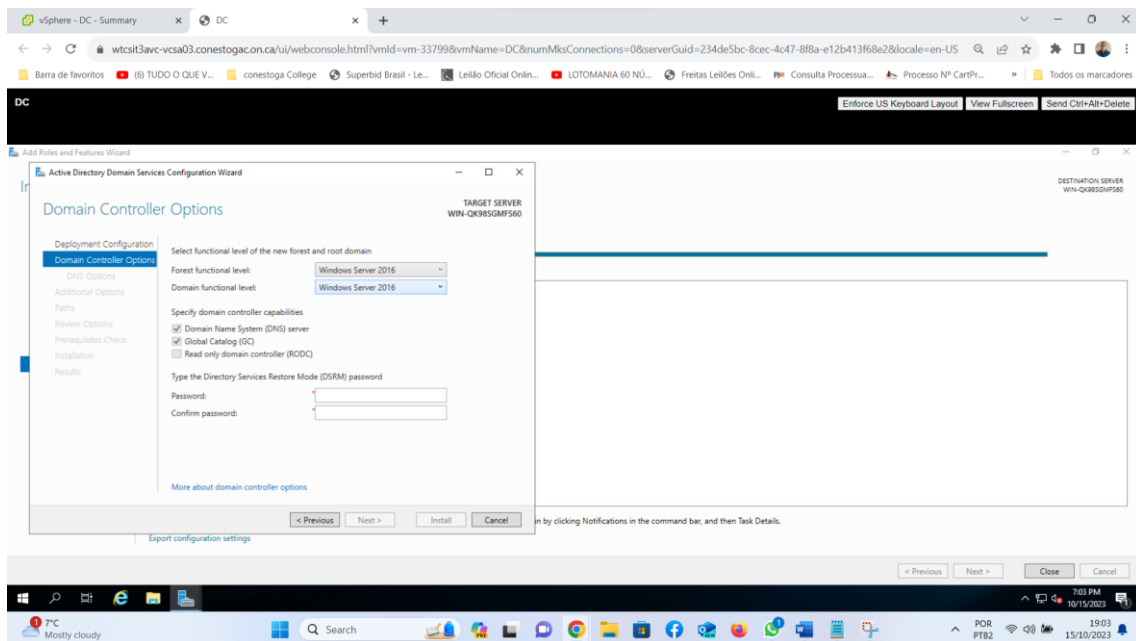 vSphere - DC - Summary
DC
wtcsit3avc-vcsa03.conestogac.on.ca/ui/webconsole.html?vmId=vm-33799&vmName=DC&numMksConnections=0&serverGuid=234de5bc-8cec-4c47-8f8a-e12b413f68e2&locale=en-US
Barra de favoritos (6) TUDO O QUE V... conestoga College Superbid Brasil - Le... Leilão Oficial Onlin... LOTOMANIA 60 NÚ... Freitas Leilões Onli... Consulta Processua... Processo Nº CartPr... » Todos os marcadores
DC
Enforce US Keyboard Layout View Fullscreen Send Ctrl+Alt+Delete
Add Roles and Features Wizard
DESTINATION SERVER
WIN-QK98SGMFS60
Active Directory Domain Services Configuration Wizard
Domain Controller Options
TARGET SERVER
WIN-QK98SGMFS60
Deployment Configuration
Domain Controller Options
DNS Options
Additional Options
Paths
Review Options
Prerequisites Check
Installation
Results
Select functional level of the new forest and root domain
Forest functional level: Windows Server 2016
Domain functional level: Windows Server 2016
Specify domain controller capabilities
Domain Name System (DNS) server
Global Catalog (GC)
Read only domain controller (RODC)
Type the Directory Services Restore Mode (DSRM) password
Password: *
Confirm password: *
More about domain controller options
< Previous Next > Install Cancel
in by clicking Notifications in the command bar, and then Task Details.
Export configuration settings
< Previous Next > Close Cancel
7:03 PM
10/15/2023
1
7°C
Mostly cloudy
Search
POR
PTB2
19:03
15/10/2023